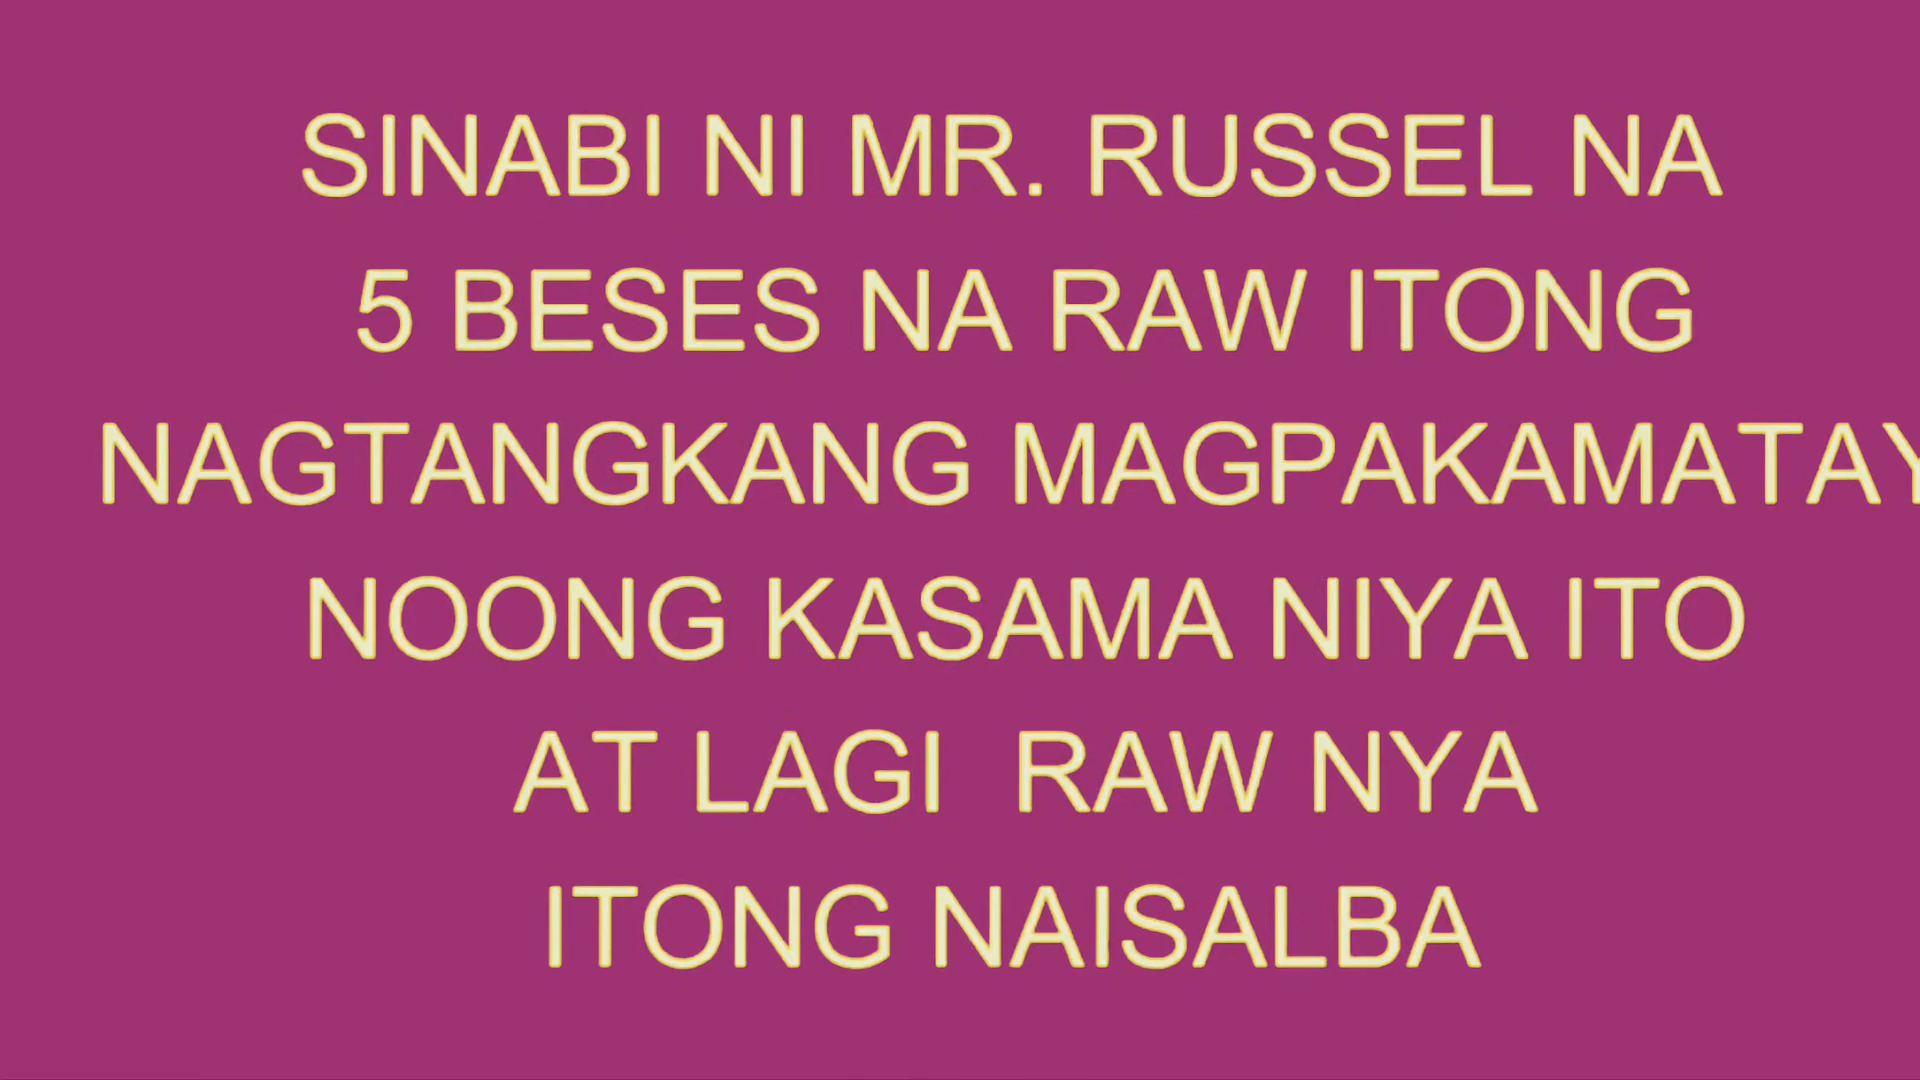 SINABI NI MR. RUSSEL NA
5 BESES NA RAW ITONG
NAGTANGKANG MAGPAKAMATAY
NOONG KASAMA NIYA ITO
AT LAGI  RAW NYA
ITONG NAISALBA